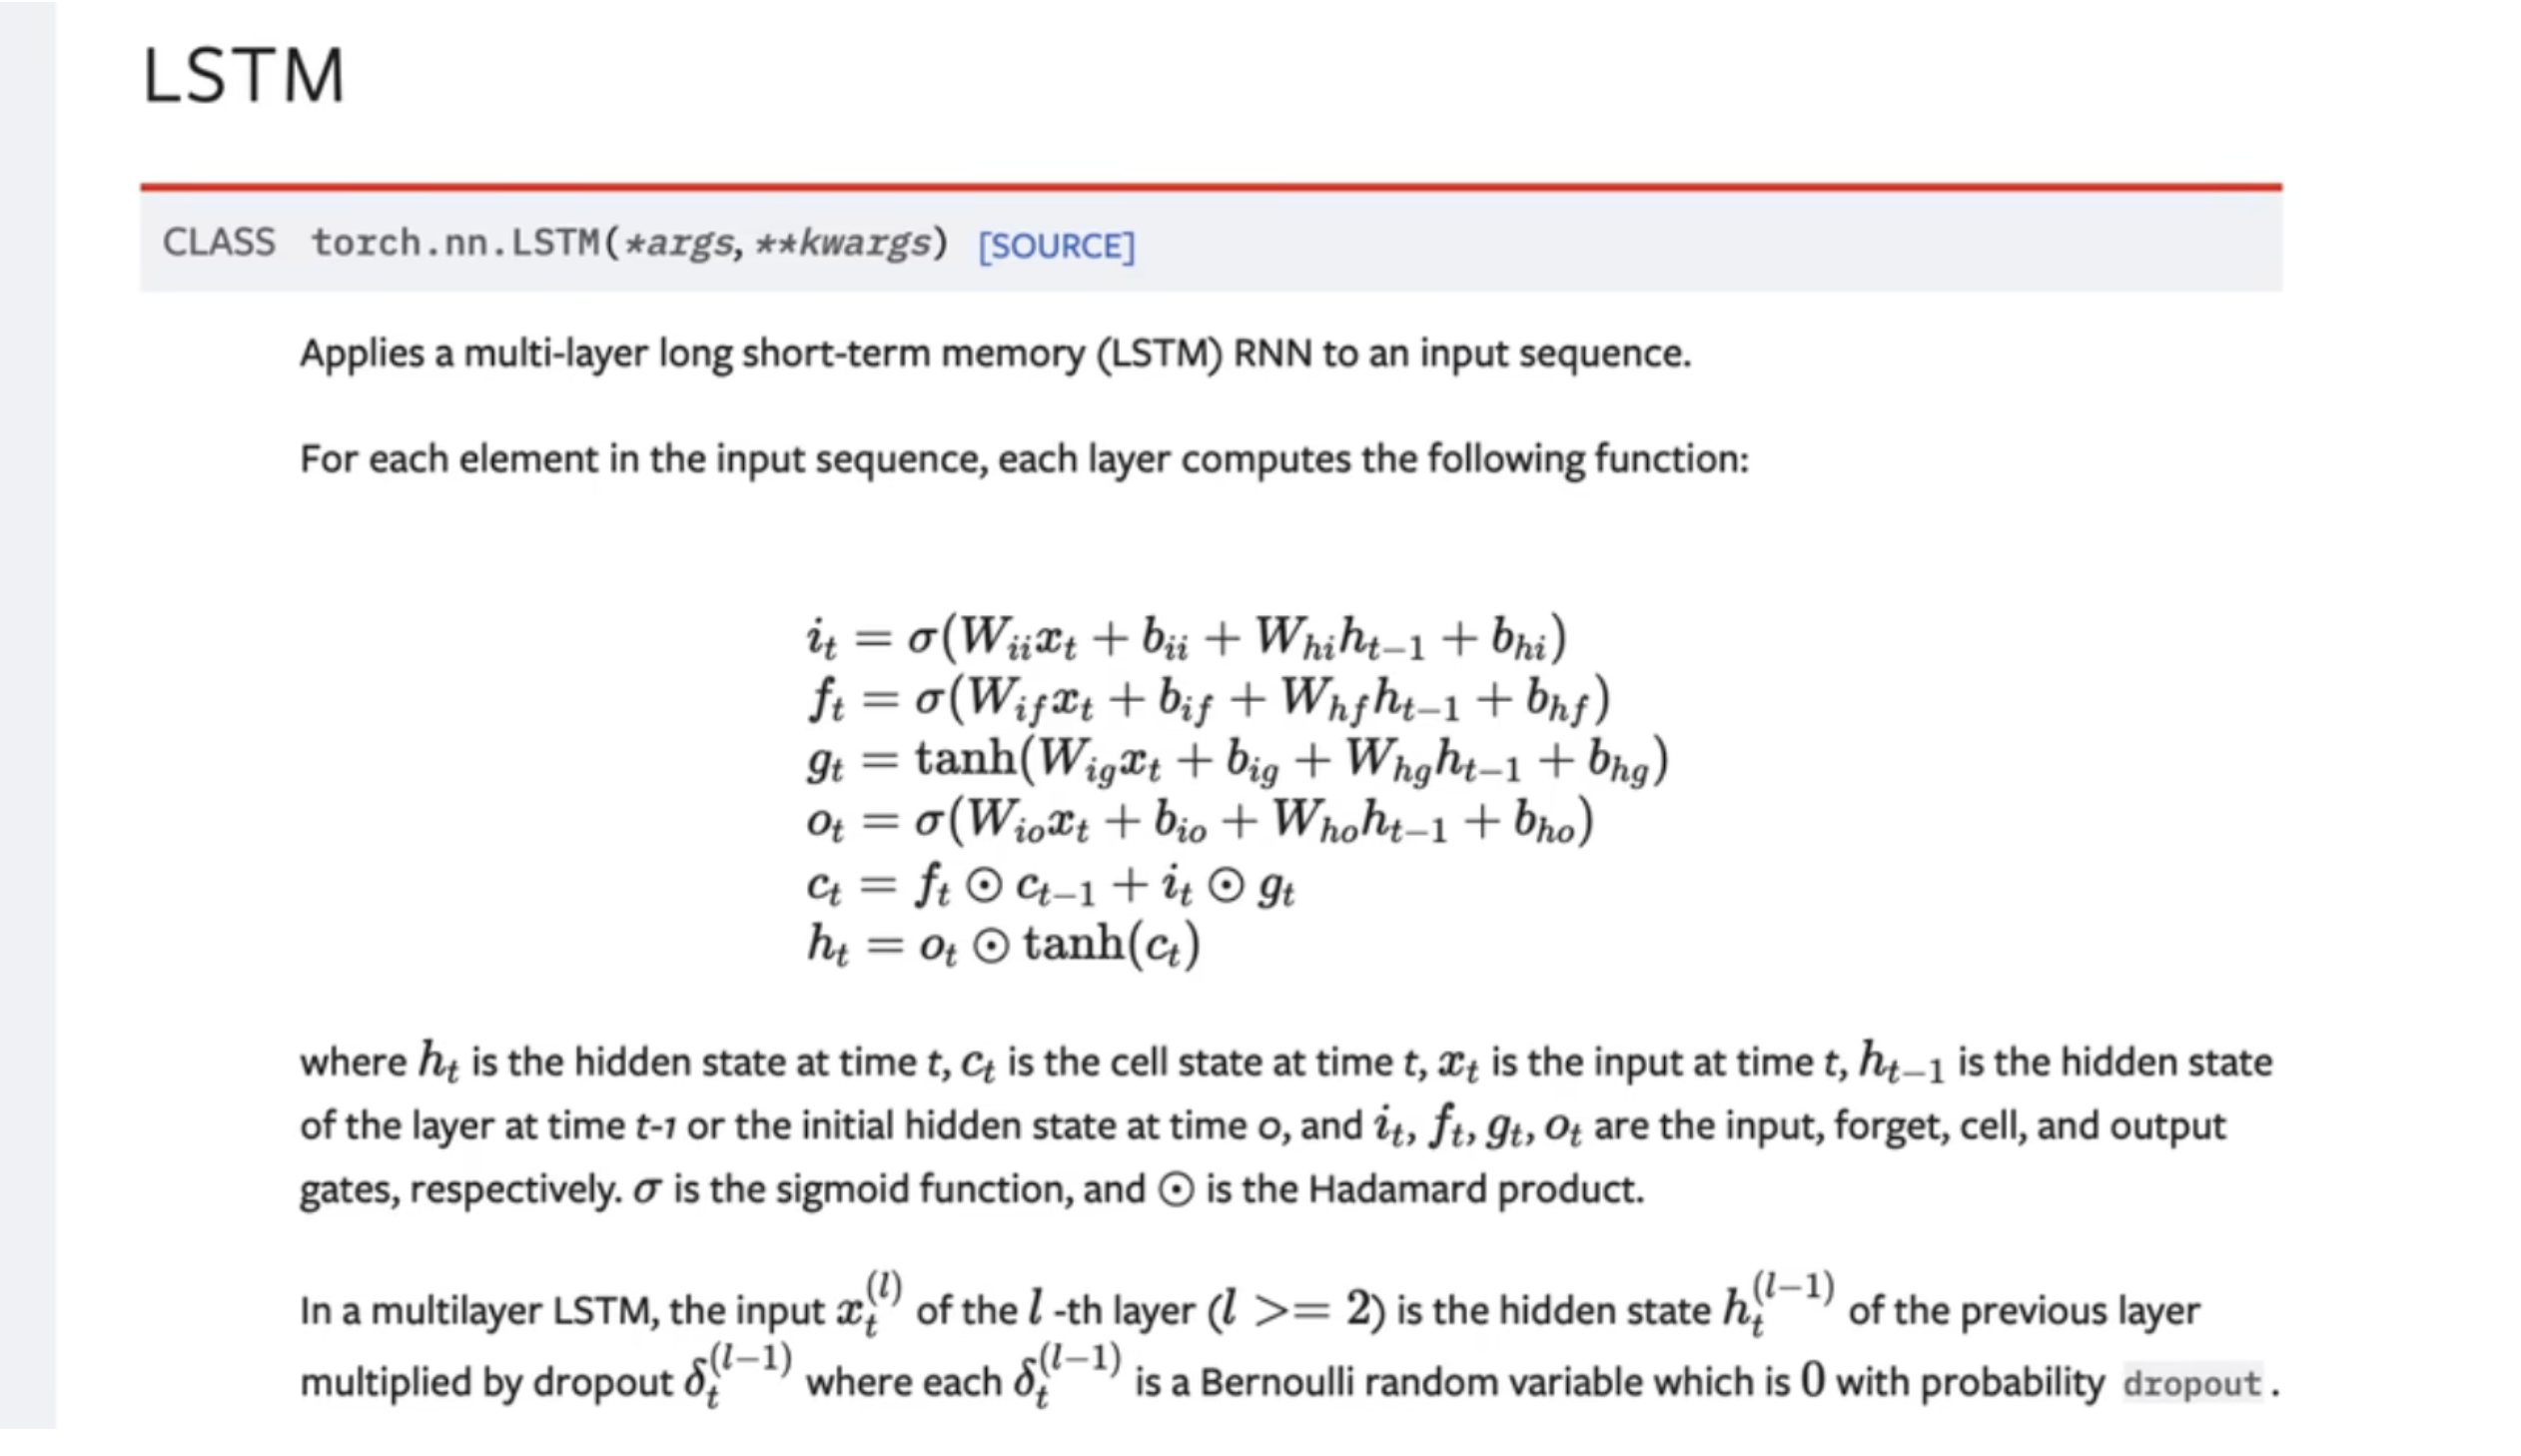 LSTM
CLASS torch.nn.LSTM(*args, **kwargs) [SOURCE]
Applies a multi-layer long short-term memory (LSTM) RNN to an input sequence.
For each element in the input sequence, each layer computes the following function:
i_t = σ(W_{ii} x_t + b_{ii} + W_{hi} h_{t−1} + b_{hi})
f_t = σ(W_{if} x_t + b_{if} + W_{hf} h_{t−1} + b_{hf})
g_t = tanh(W_{ig} x_t + b_{ig} + W_{hg} h_{t−1} + b_{hg})
o_t = σ(W_{io} x_t + b_{io} + W_{ho} h_{t−1} + b_{ho})
c_t = f_t ⊙ c_{t−1} + i_t ⊙ g_t
h_t = o_t ⊙ tanh(c_t)
where h_t is the hidden state at time t, c_t is the cell state at time t, x_t is the input at time t, h_{t−1} is the hidden state
of the layer at time t-1 or the initial hidden state at time 0, and i_t, f_t, g_t, o_t are the input, forget, cell, and output
gates, respectively. σ is the sigmoid function, and ⊙ is the Hadamard product.
In a multilayer LSTM, the input x_t^{(l)} of the l -th layer (l >= 2) is the hidden state h_t^{(l−1)} of the previous layer
multiplied by dropout δ_t^{(l−1)} where each δ_t^{(l−1)} is a Bernoulli random variable which is 0 with probability dropout.